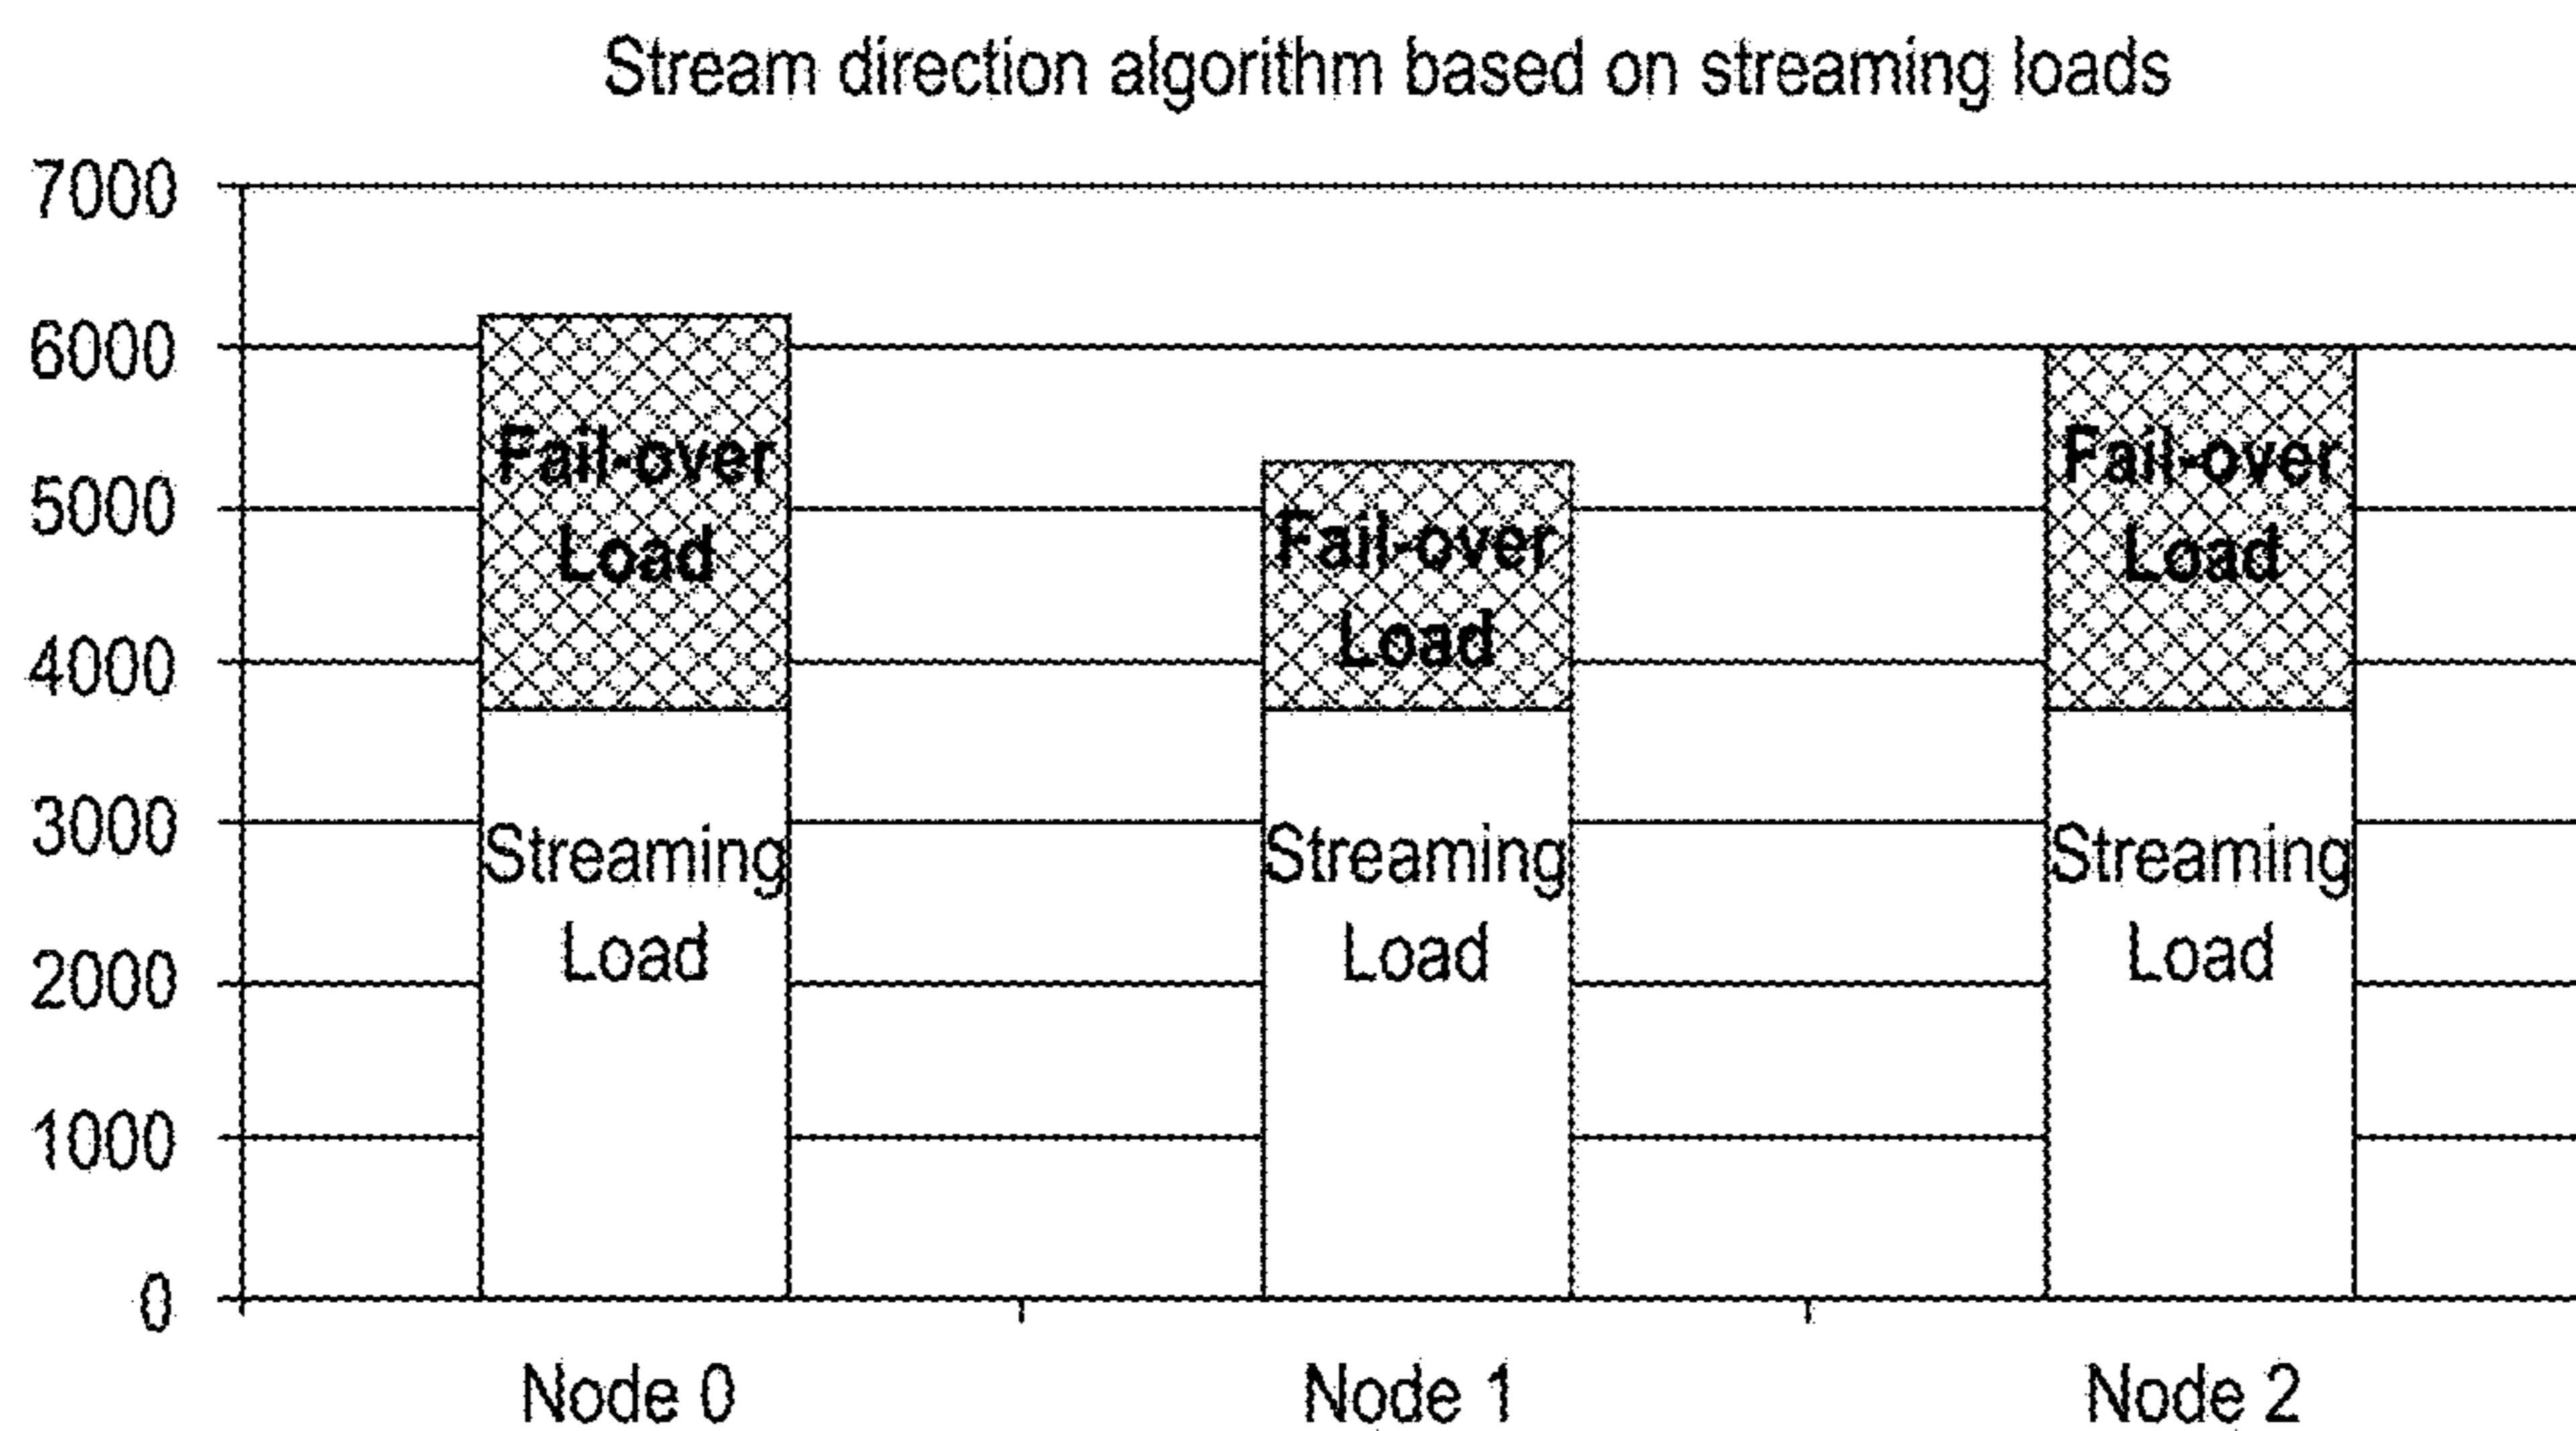 Stream direction algorithm based on streaming loads
7000
6000
5000
4000
3000
2000
1000
0
Fail-over
Load
Streaming
Load
Fail-over
Load
Streaming
Load
Fail-over
Load
Streaming
Load
Node 0
Node 1
Node 2